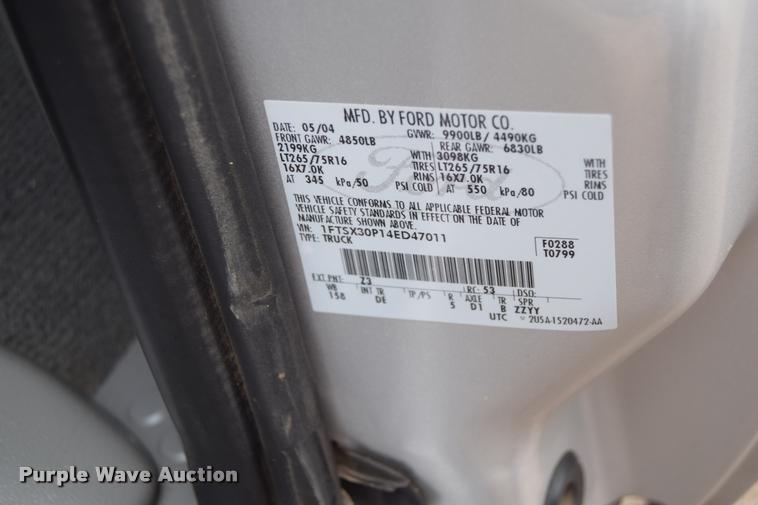 MFD. BY FORD MOTOR CO.
DATE: 05/04 GVWR: 9900LB/ 4490KG
FRONT GAWR: 4850LB REAR GAWR: 6830LB
2199KG WITH 3098KG WITH
LT265/75R16 TIRES LT265/75R16 TIRES
16X7.0K RIMS 16X7.0K RIMS
AT 345 kPa/50 PSI COLD AT 550 kPa/80 PSI COLD
THIS VEHICLE CONFORMS TO ALL APPLICABLE FEDERAL MOTOR
VEHICLE SAFETY STANDARDS IN EFFECT ON THE DATE OF
MANUFACTURE SHOWN ABOVE.
VIN: 1FTSX30P14ED47011
TYPE: TRUCK
F0288
T0799
Ford
EXT PNT: Z3 RC: 53 DSO:
WB INT TR TP/PS R AXLE TR SPR
158 DE 5 D1 B ZZYY
UTC 2U5A-1520472-AA
Purple Wave Auction